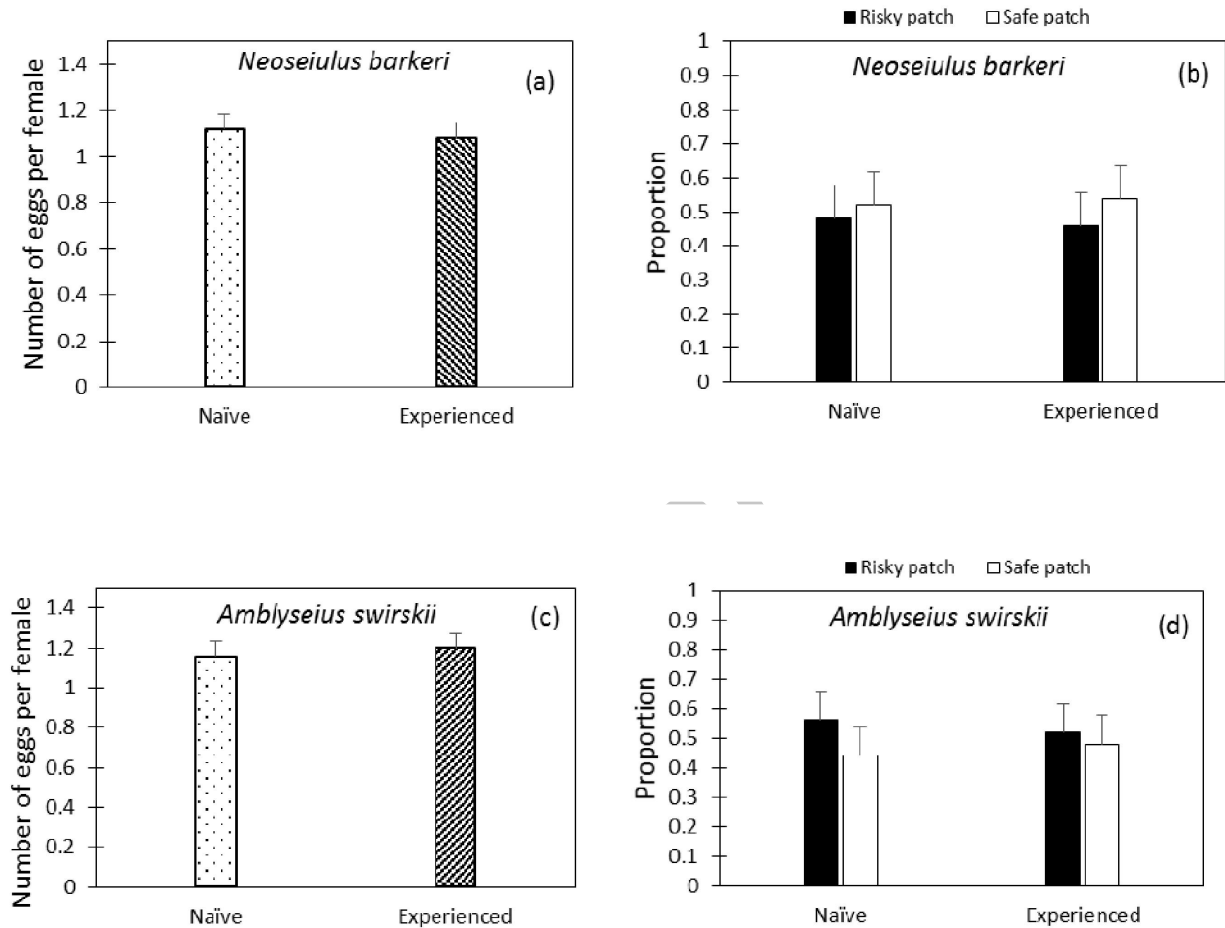 Neoseiulus barkeri
(a)
Number of eggs per female
1.4
1.2
1
0.8
0.6
0.4
0.2
0
Naïve Experienced
Risky patch Safe patch
Neoseiulus barkeri
(b)
Proportion
1
0.9
0.8
0.7
0.6
0.5
0.4
0.3
0.2
0.1
0
Naïve Experienced
Amblyseius swirskii
(c)
Number of eggs per female
1.4
1.2
1
0.8
0.6
0.4
0.2
0
Naïve Experienced
Risky patch Safe patch
Amblyseius swirskii
(d)
Proportion
1
0.9
0.8
0.7
0.6
0.5
0.4
0.3
0.2
0.1
0
Naïve Experienced